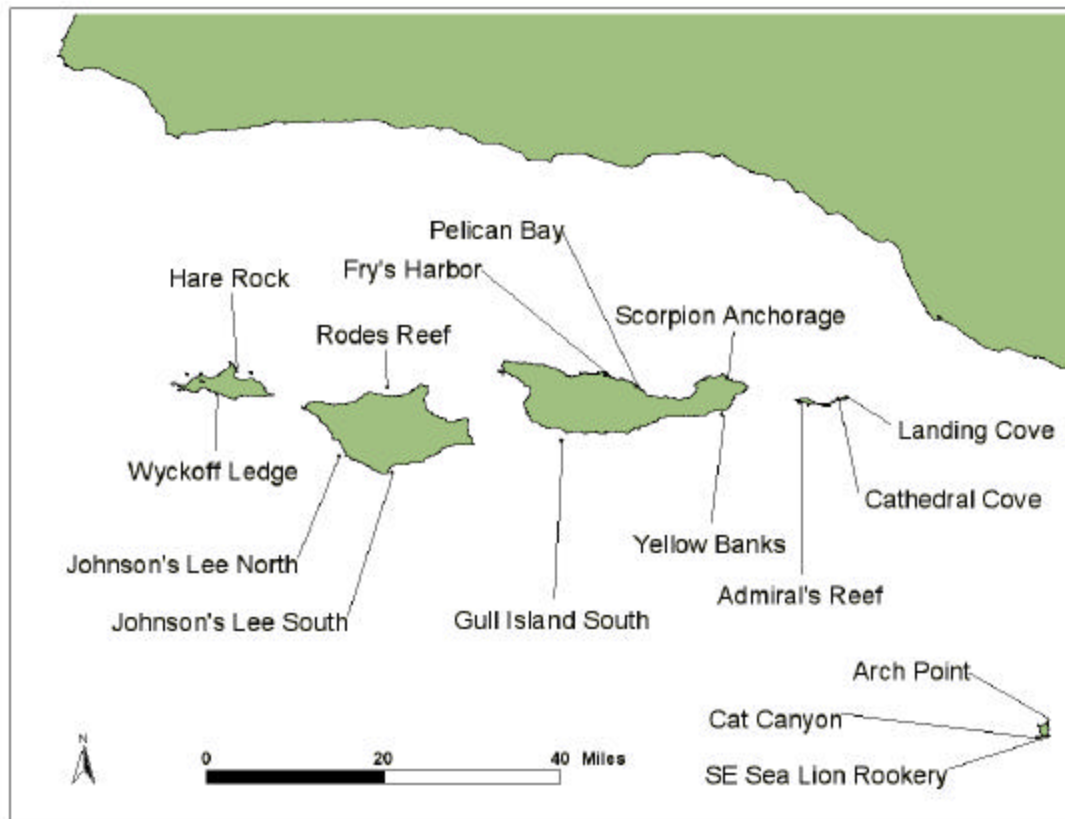 Pelican Bay
Fry's Harbor
Hare Rock
Scorpion Anchorage
Rodes Reef
Landing Cove
Wyckoff Ledge
Cathedral Cove
Yellow Banks
Johnson's Lee North
Admiral's Reef
Johnson's Lee South
Gull Island South
Arch Point
Cat Canyon
N
0 20 40 Miles
SE Sea Lion Rookery